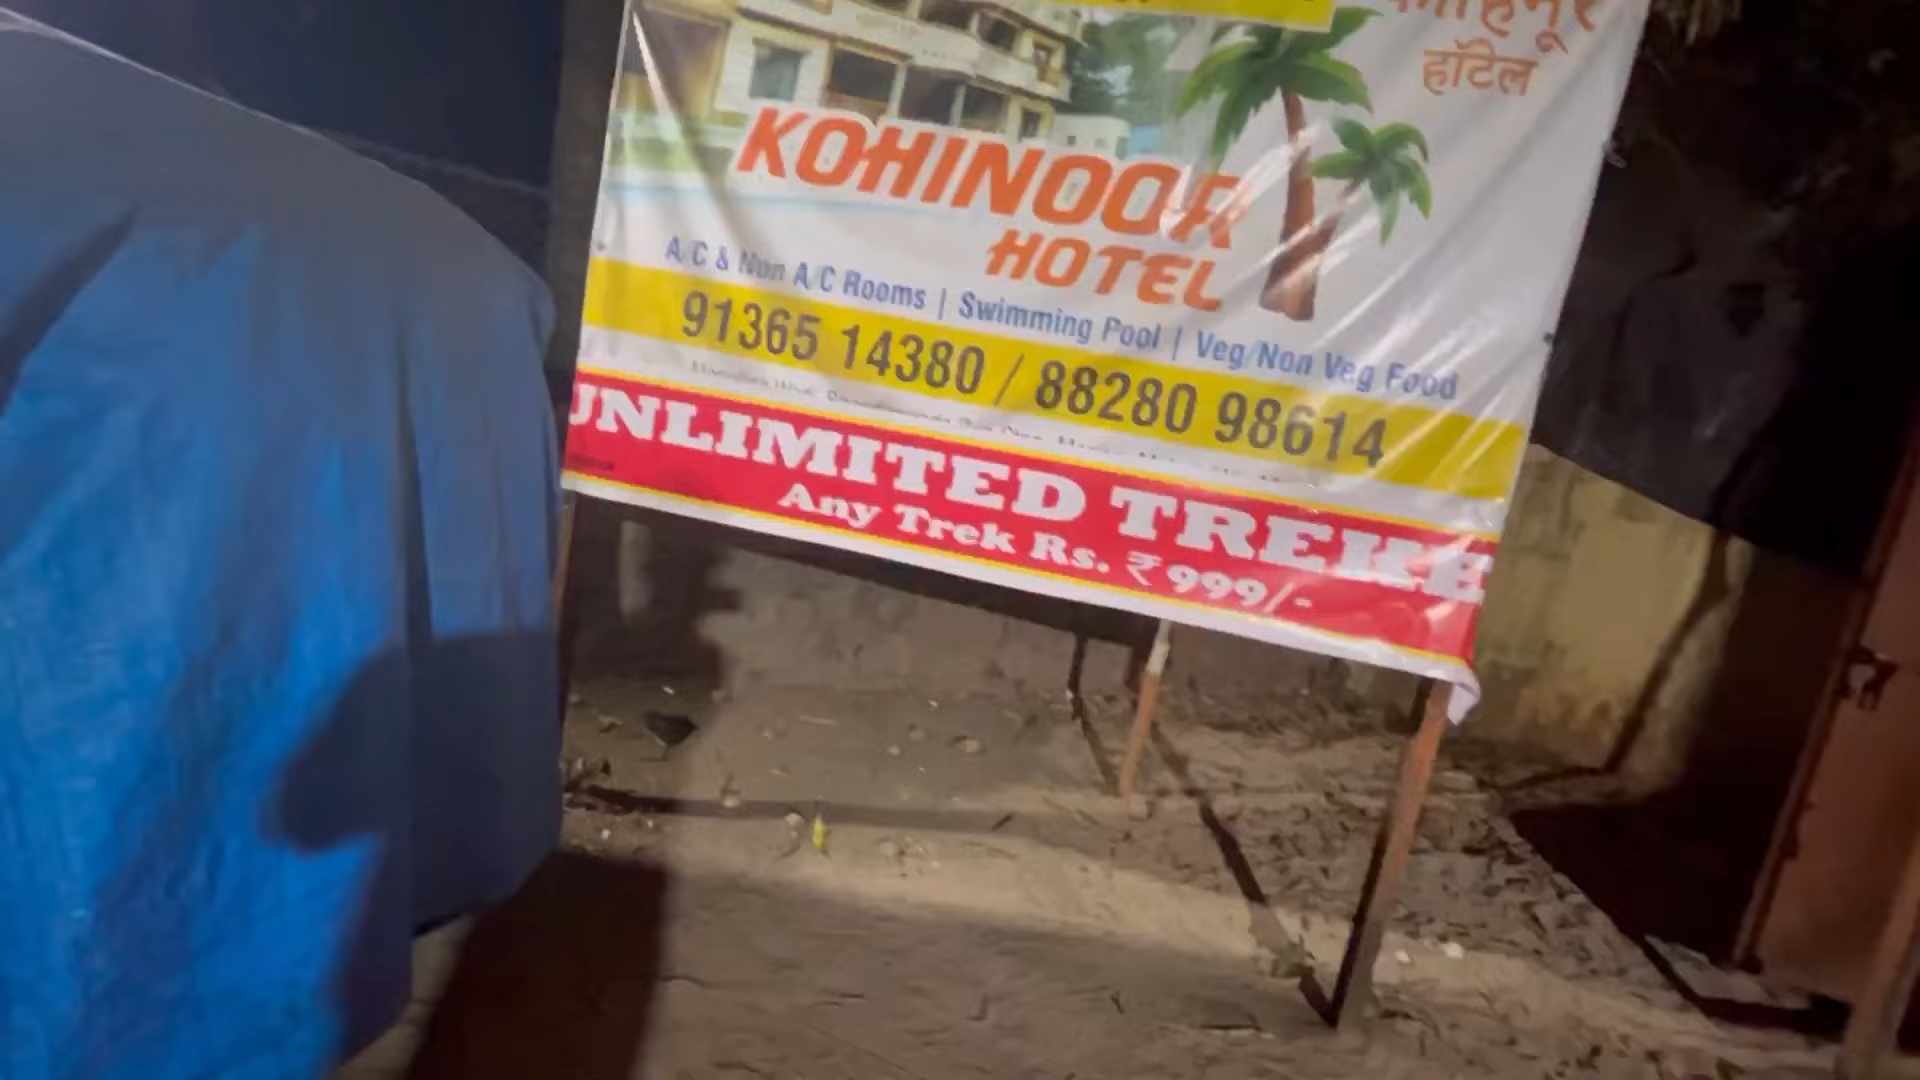 हॉटेल
KOHINOOR
HOTEL
A/C & Non A/C Rooms | Swimming Pool | Veg/Non Veg Food
91365 14380 / 88280 98614
UNLIMITED TREKE
Any Trek Rs. ₹ 999/-